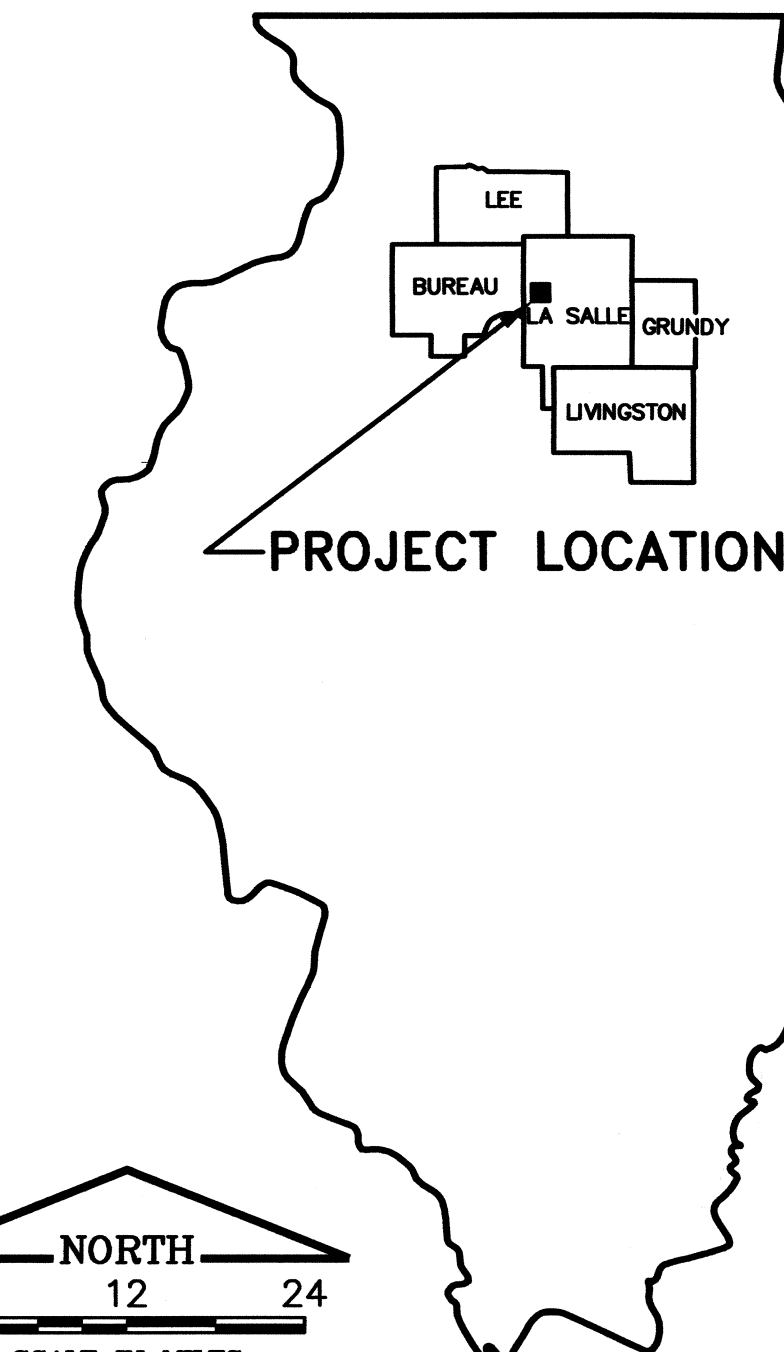 LEE
BUREAU
LA SALLE
GRUNDY
LIVINGSTON
PROJECT LOCATION
NORTH
12 24